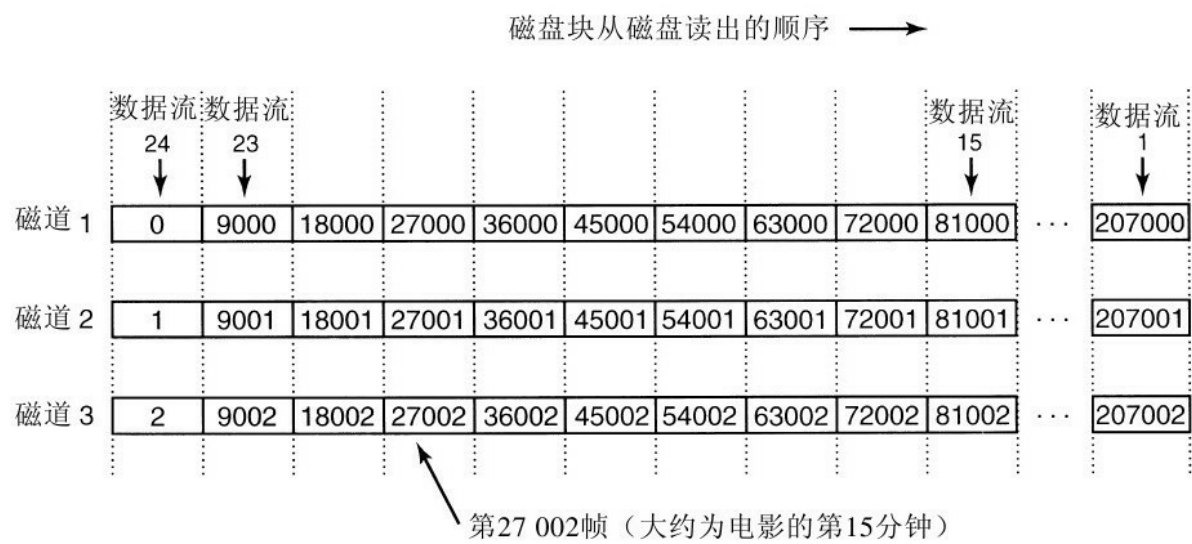 磁盘块从磁盘读出的顺序
数据流 数据流 数据流 数据流
24 23 15 1
磁道 1 0 9000 18000 27000 36000 45000 54000 63000 72000 81000 ··· 207000
磁道 2 1 9001 18001 27001 36001 45001 54001 63001 72001 81001 ··· 207001
磁道 3 2 9002 18002 27002 36002 45002 54002 63002 72002 81002 ··· 207002
第27 002帧（大约为电影的第15分钟）